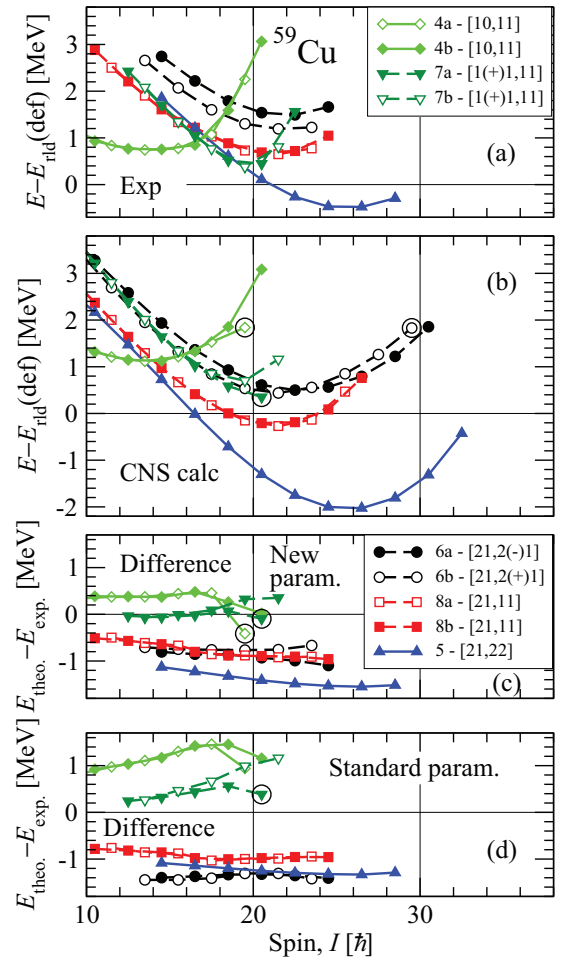 59Cu
4a - [10,11]
4b - [10,11]
7a - [1(+)1,11]
7b - [1(+)1,11]
E−Erld(def) [MeV]
3
2
1
0
Exp
(a)
E−Erld(def) [MeV]
3
2
1
0
-1
-2
CNS calc
(b)
Etheo.−Eexp. [MeV]
1
0
-1
Difference
New
param.
6a - [21,2(-)1]
6b - [21,2(+)1]
8a - [21,11]
8b - [21,11]
5 - [21,22]
(c)
Etheo.−Eexp. [MeV]
1
0
-1
Standard param.
Difference
(d)
10
20
30
Spin, I [ℏ]